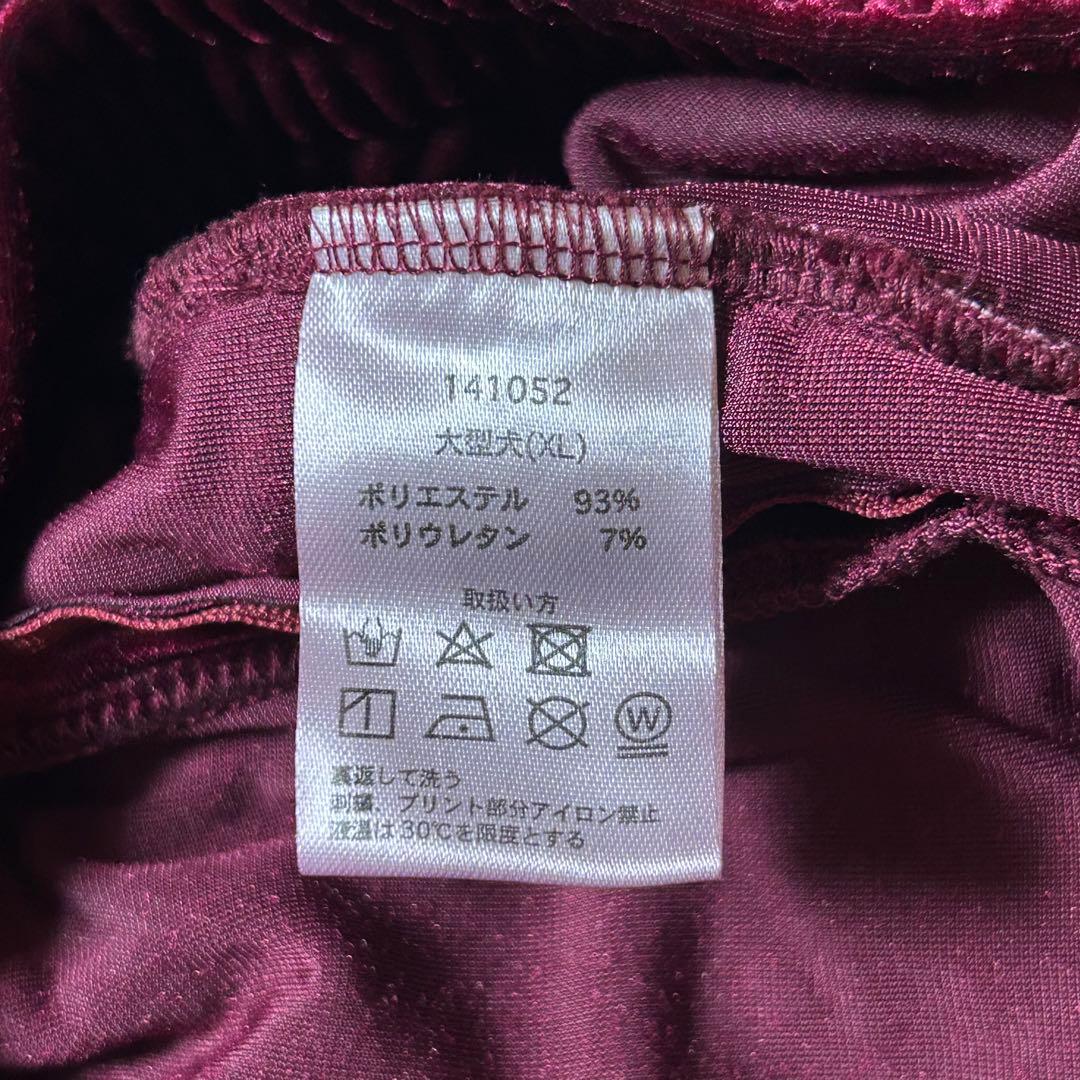 141052
大型犬(XL)
ポリエステル 93%
ポリウレタン 7%
取扱い方
W
裏返して洗う
刺繍、プリント部分アイロン禁止
液温は30℃を限度とする